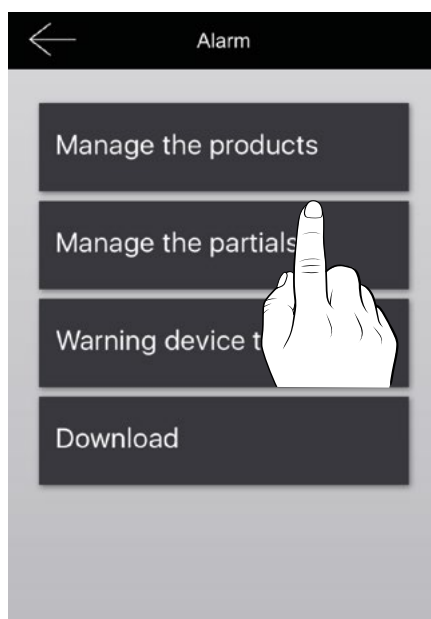 Alarm
Manage the products
Manage the partials
Warning device t
Download